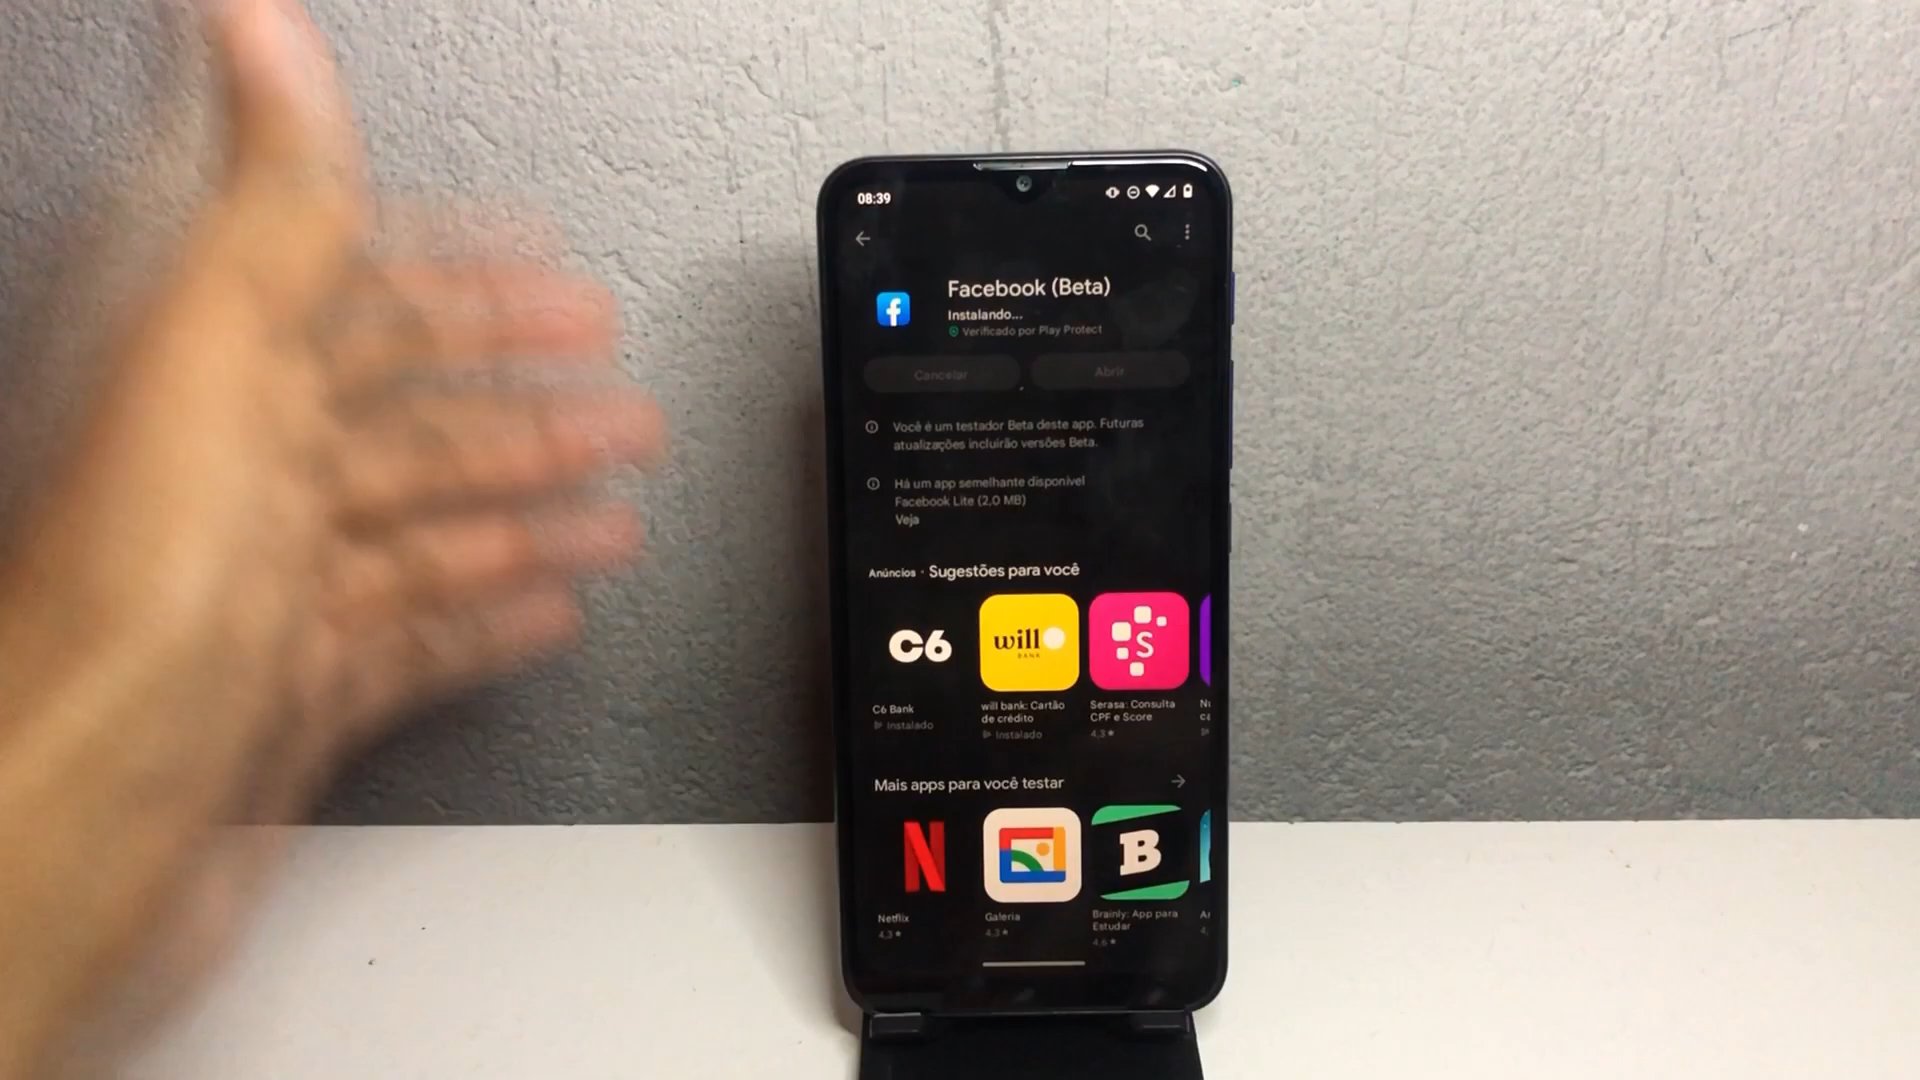 08:39
Facebook (Beta)
Instalando...
Verificado por Play Protect
Cancelar
Abrir
Você é um testador Beta deste app. Futuras
atualizações incluirão versões Beta.
Há um app semelhante disponível
Facebook Lite (2,0 MB)
Veja
Anúncios · Sugestões para você
C6
will
BANK
S
C6 Bank
Instalado
will bank: Cartão
de crédito
Instalado
Serasa: Consulta
CPF e Score
4,3 ★
Mais apps para você testar
N
B
Netflix
4,3 ★
Galeria
4,3 ★
Brainly: App para
Estudar
4,6 ★